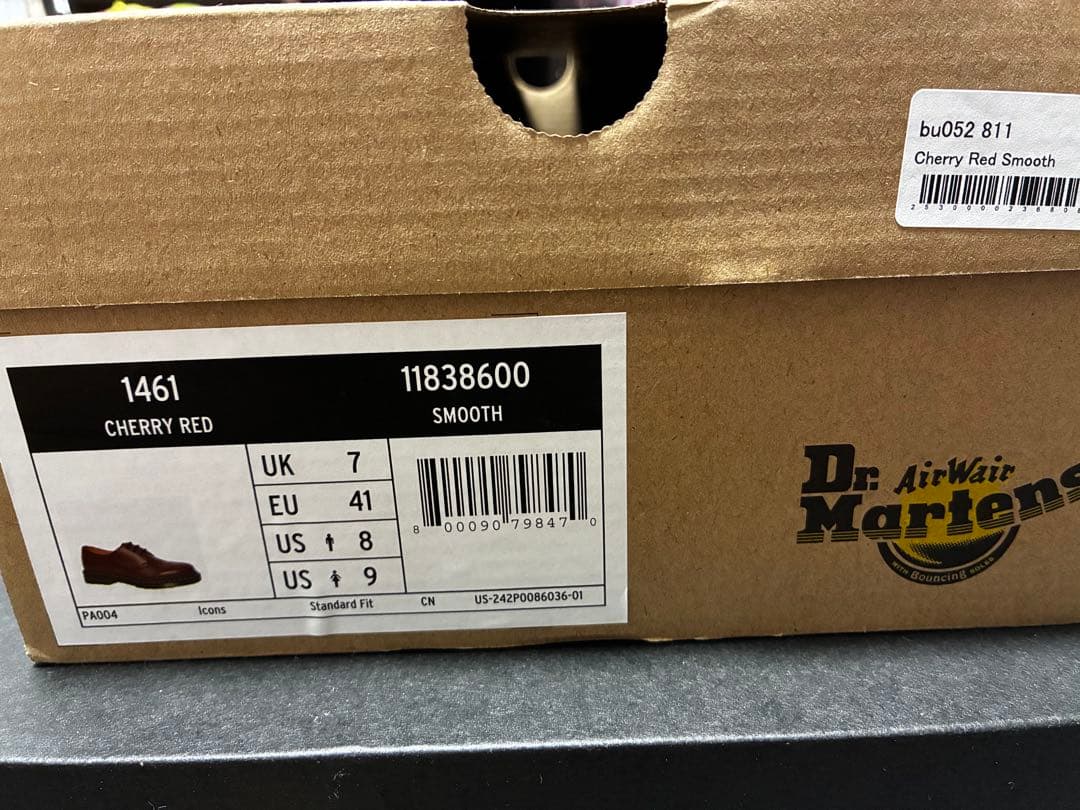 bu052 811
Cherry Red Smooth
1461
CHERRY RED
11838600
SMOOTH
UK 7
EU 41
US 8
US 9
8 00090 79847 0
PA004
Icons
Standard Fit
CN
US-242P0086036-01
Dr. AirWair
Martens
WITH Bouncing SOLES